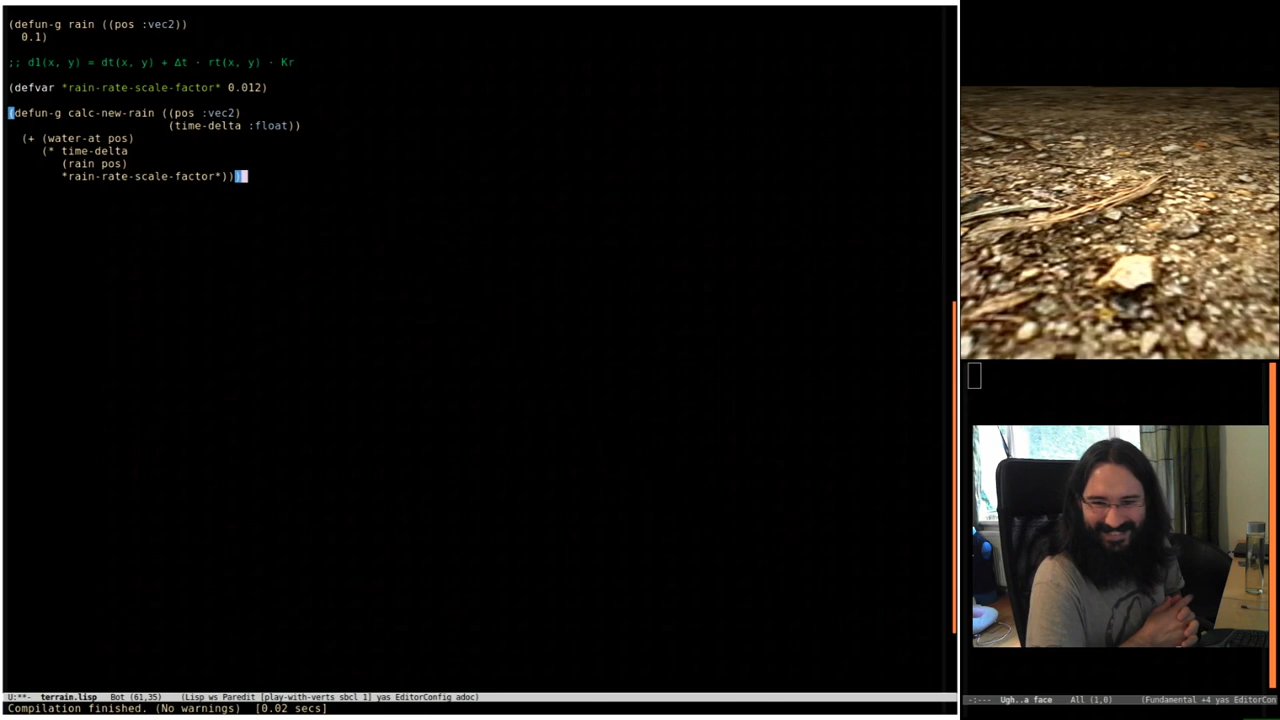 (defun-g rain ((pos :vec2))
0.1)
;; d1(x, y) = dt(x, y) + Δt · rt(x, y) · Kr
(defvar *rain-rate-scale-factor* 0.012)
(defun-g calc-new-rain ((pos :vec2)
(time-delta :float))
(+ (water-at pos)
(* time-delta
(rain pos)
*rain-rate-scale-factor*)))
U:**- terrain.lisp Bot (61,35) (Lisp ws Paredit [play-with-verts sbcl 1] yas EditorConfig adoc)
Compilation finished. (No warnings) [0.02 secs]
-:--- Ugh..a face All (1,0) (Fundamental +4 yas EditorCon